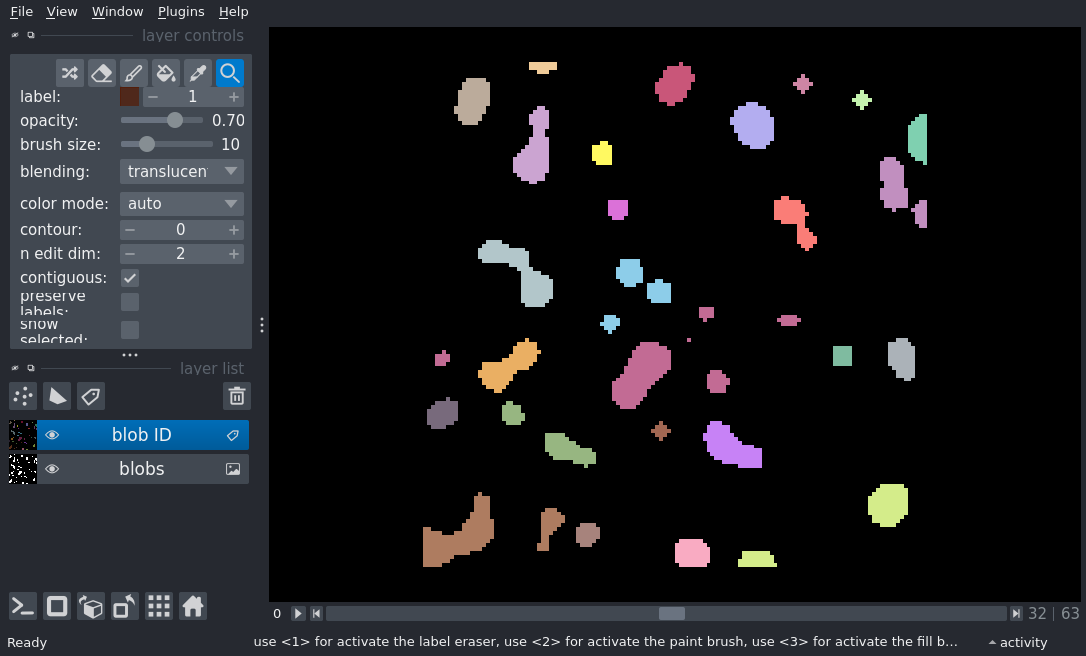 File View Window Plugins Help
layer controls
label: 1
opacity: 0.70
brush size: 10
blending: translucen
color mode: auto
contour: 0
n edit dim: 2
contiguous:
preserve
labels:
show
selected:
layer list
blob ID
blobs
0 32 63
Ready use <1> for activate the label eraser, use <2> for activate the paint brush, use <3> for activate the fill b... activity